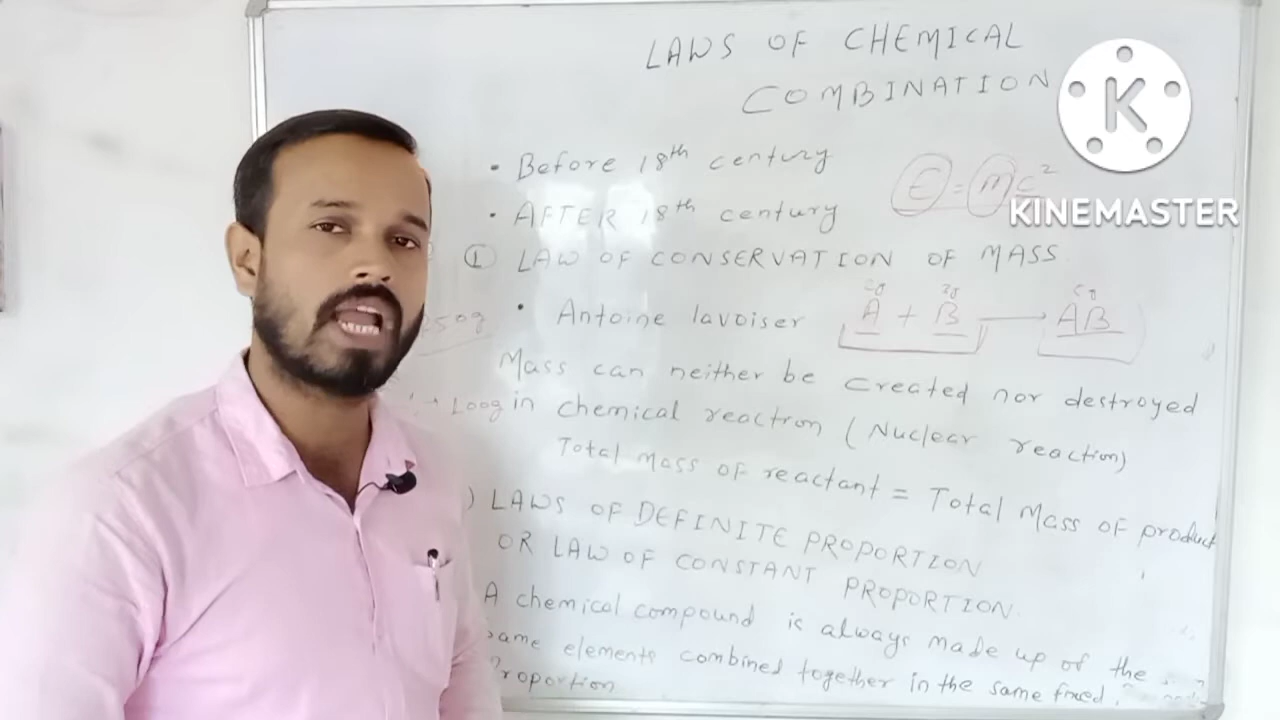 LAWS OF CHEMICAL
COMBINATION
K
KINEMASTER
• Before 18th century
E = mc²
• AFTER 18th century
① LAW OF CONSERVATION OF MASS
• Antoine lavoiser
A + B → AB
50g
Mass can neither be created nor destroyed
100g
in chemical reaction (Nuclear reaction)
Total mass of reactant = Total Mass of product
) LAWS OF DEFINITE PROPORTION
OR LAW OF CONSTANT PROPORTION.
A chemical compound is always made up of the
same elements combined together in the same fixed
Proportion